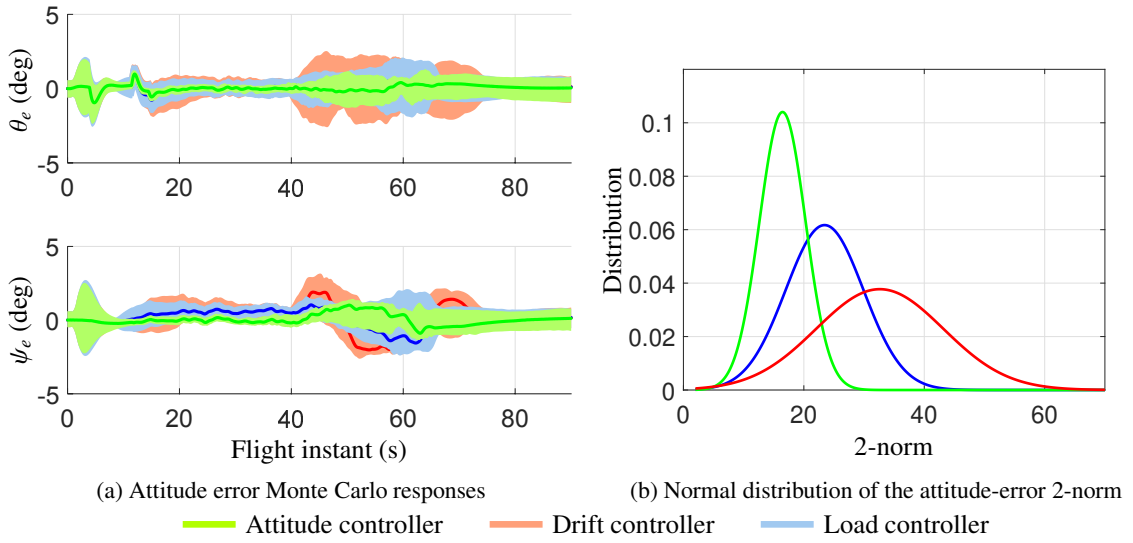 5
0
-5
θe (deg)
0 20 40 60 80
5
0
-5
ψe (deg)
0 20 40 60 80
Flight instant (s)
(a) Attitude error Monte Carlo responses
0.1
0.08
0.06
0.04
0.02
0
Distribution
0 20 40 60
2-norm
(b) Normal distribution of the attitude-error 2-norm
Attitude controller Drift controller Load controller